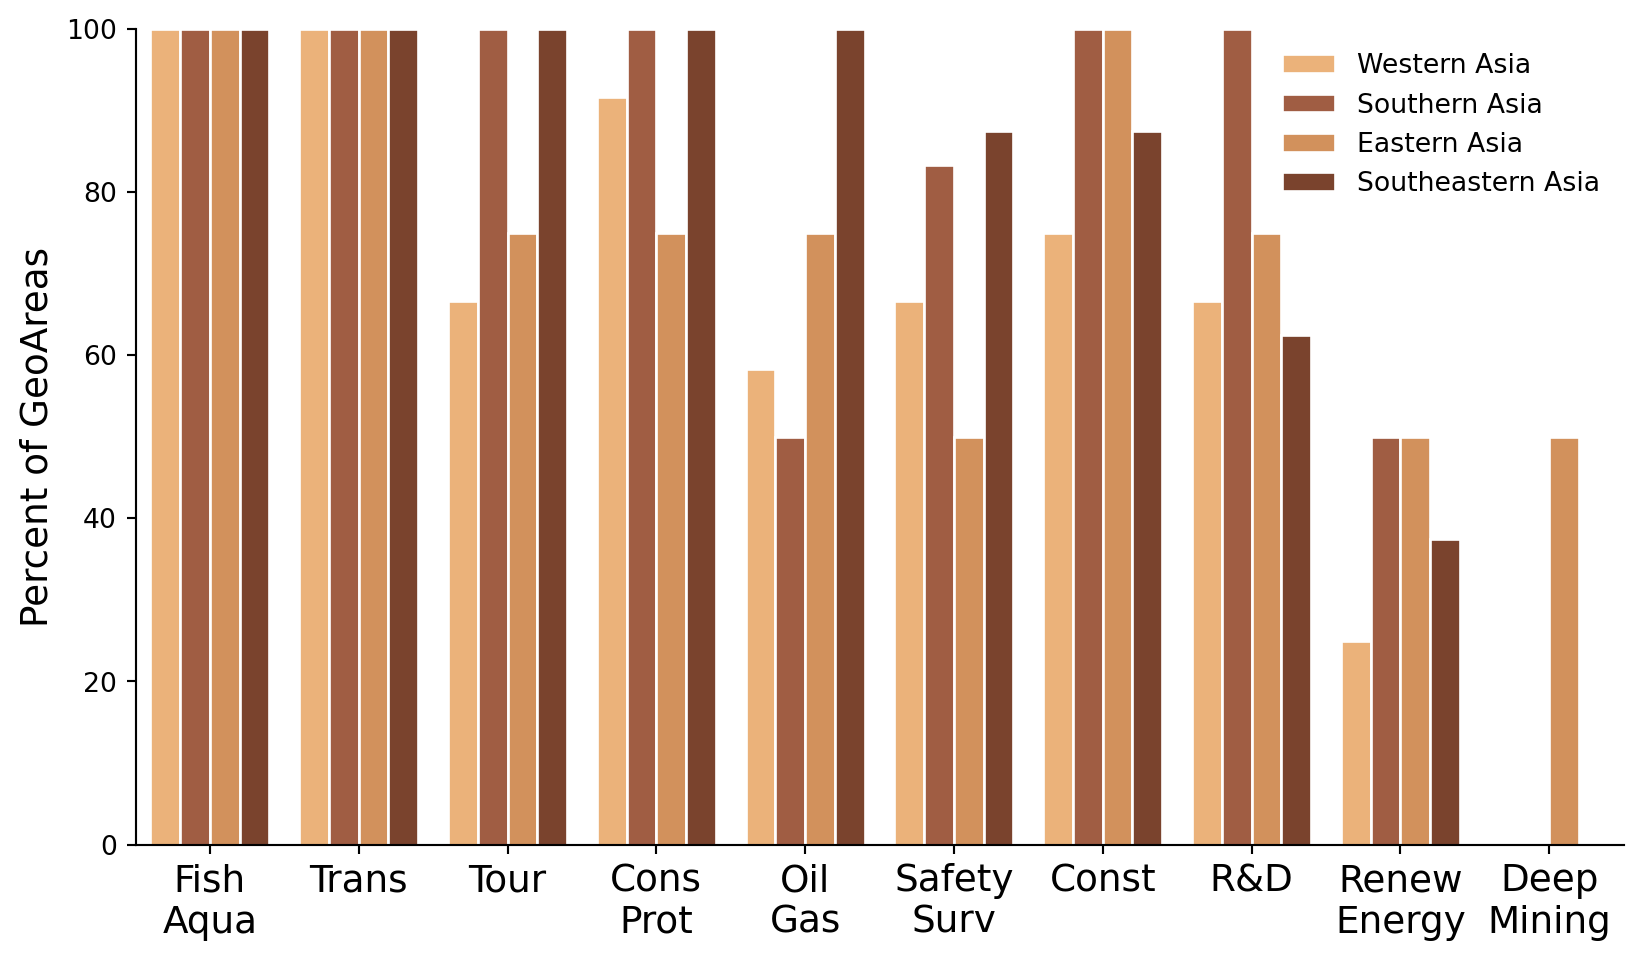 Percent of GeoAreas
100
80
60
40
20
0
Western Asia
Southern Asia
Eastern Asia
Southeastern Asia
Fish Aqua
Trans
Tour
Cons Prot
Oil Gas
Safety Surv
Const
R&D
Renew Energy
Deep Mining